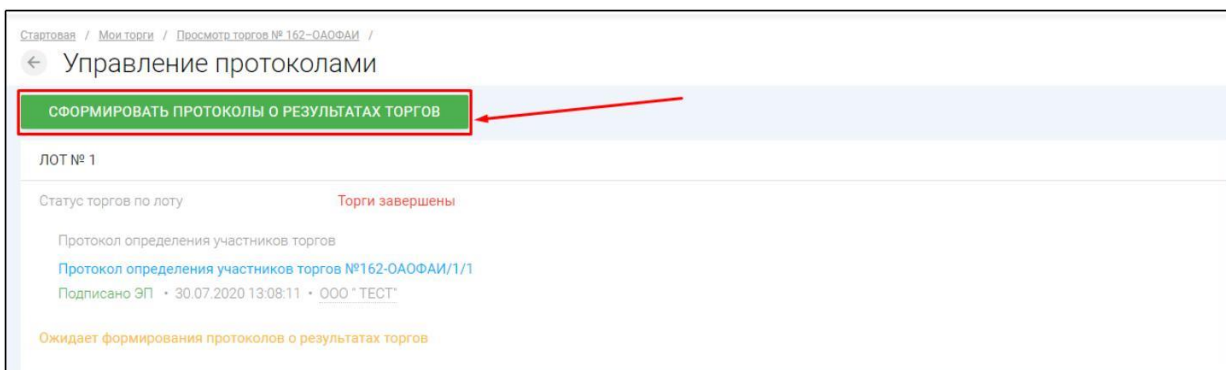 Стартовая / Мои торги / Просмотр торгов № 162-ОАОФАИ /
Управление протоколами
СФОРМИРОВАТЬ ПРОТОКОЛЫ О РЕЗУЛЬТАТАХ ТОРГОВ
ЛОТ № 1
Статус торгов по лоту Торги завершены
Протокол определения участников торгов
Протокол определения участников торгов №162-ОАОФАИ/1/1
Подписано ЭП • 30.07.2020 13:08:11 • ООО " ТЕСТ"
Ожидает формирования протоколов о результатах торгов